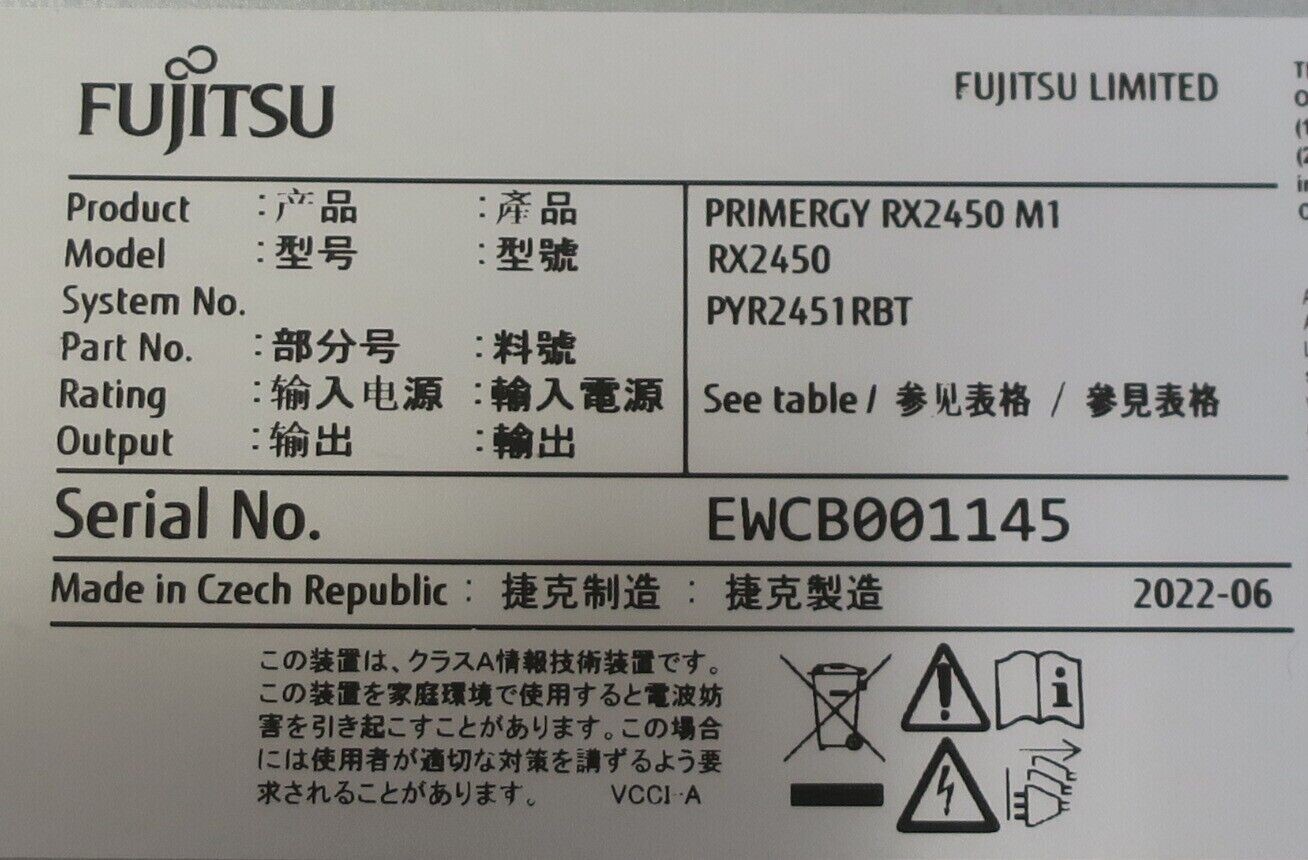 FUJITSU
FUJITSU LIMITED
Product :产品 :產品 PRIMERGY RX2450 M1
Model :型号 :型號 RX2450
System No. PYR2451RBT
Part No. :部分号 :料號
Rating :输入电源 :輸入電源 See table / 参见表格 / 參見表格
Output :输出 :輸出
Serial No. EWCB001145
Made in Czech Republic : 捷克制造 : 捷克製造 2022-06
この装置は、クラスA情報技術装置です。
この装置を家庭環境で使用すると電波妨
害を引き起こすことがあります。この場合
には使用者が適切な対策を講ずるよう要
求されることがあります。 VCCI-A